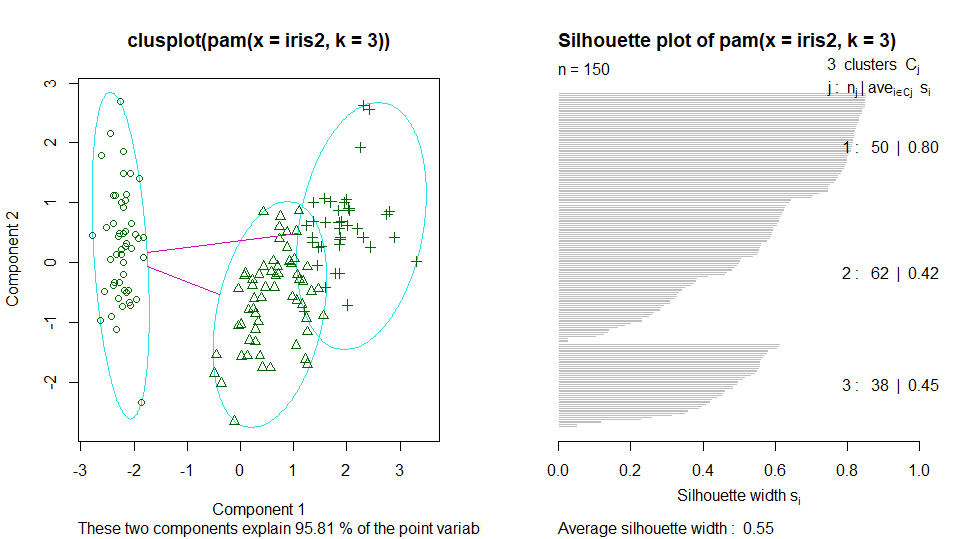 clusplot(pam(x = iris2, k = 3))
3
2
1
0
-1
-2
Component 2
-3 -2 -1 0 1 2 3
Component 1
These two components explain 95.81 % of the point variab
Silhouette plot of pam(x = iris2, k = 3)
n = 150
3 clusters Cj
j : nj | avei∈Cj si
1 : 50 | 0.80
2 : 62 | 0.42
3 : 38 | 0.45
0.0 0.2 0.4 0.6 0.8 1.0
Silhouette width si
Average silhouette width : 0.55